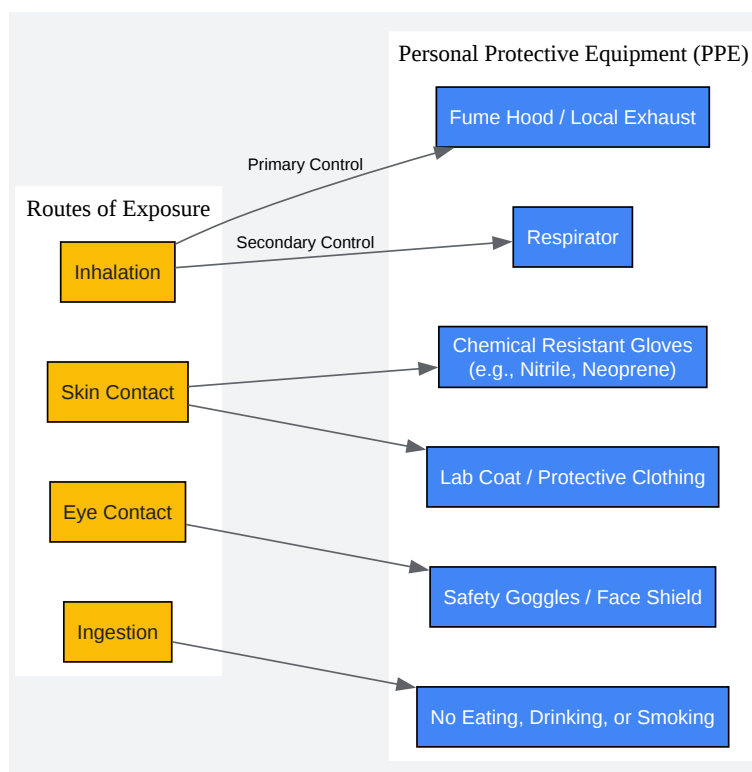 Personal Protective Equipment (PPE)
Fume Hood / Local Exhaust
Primary Control
Routes of Exposure
Secondary Control
Respirator
Inhalation
Chemical Resistant Gloves
(e.g., Nitrile, Neoprene)
Skin Contact
Lab Coat / Protective Clothing
Eye Contact
Safety Goggles / Face Shield
Ingestion
No Eating, Drinking, or Smoking